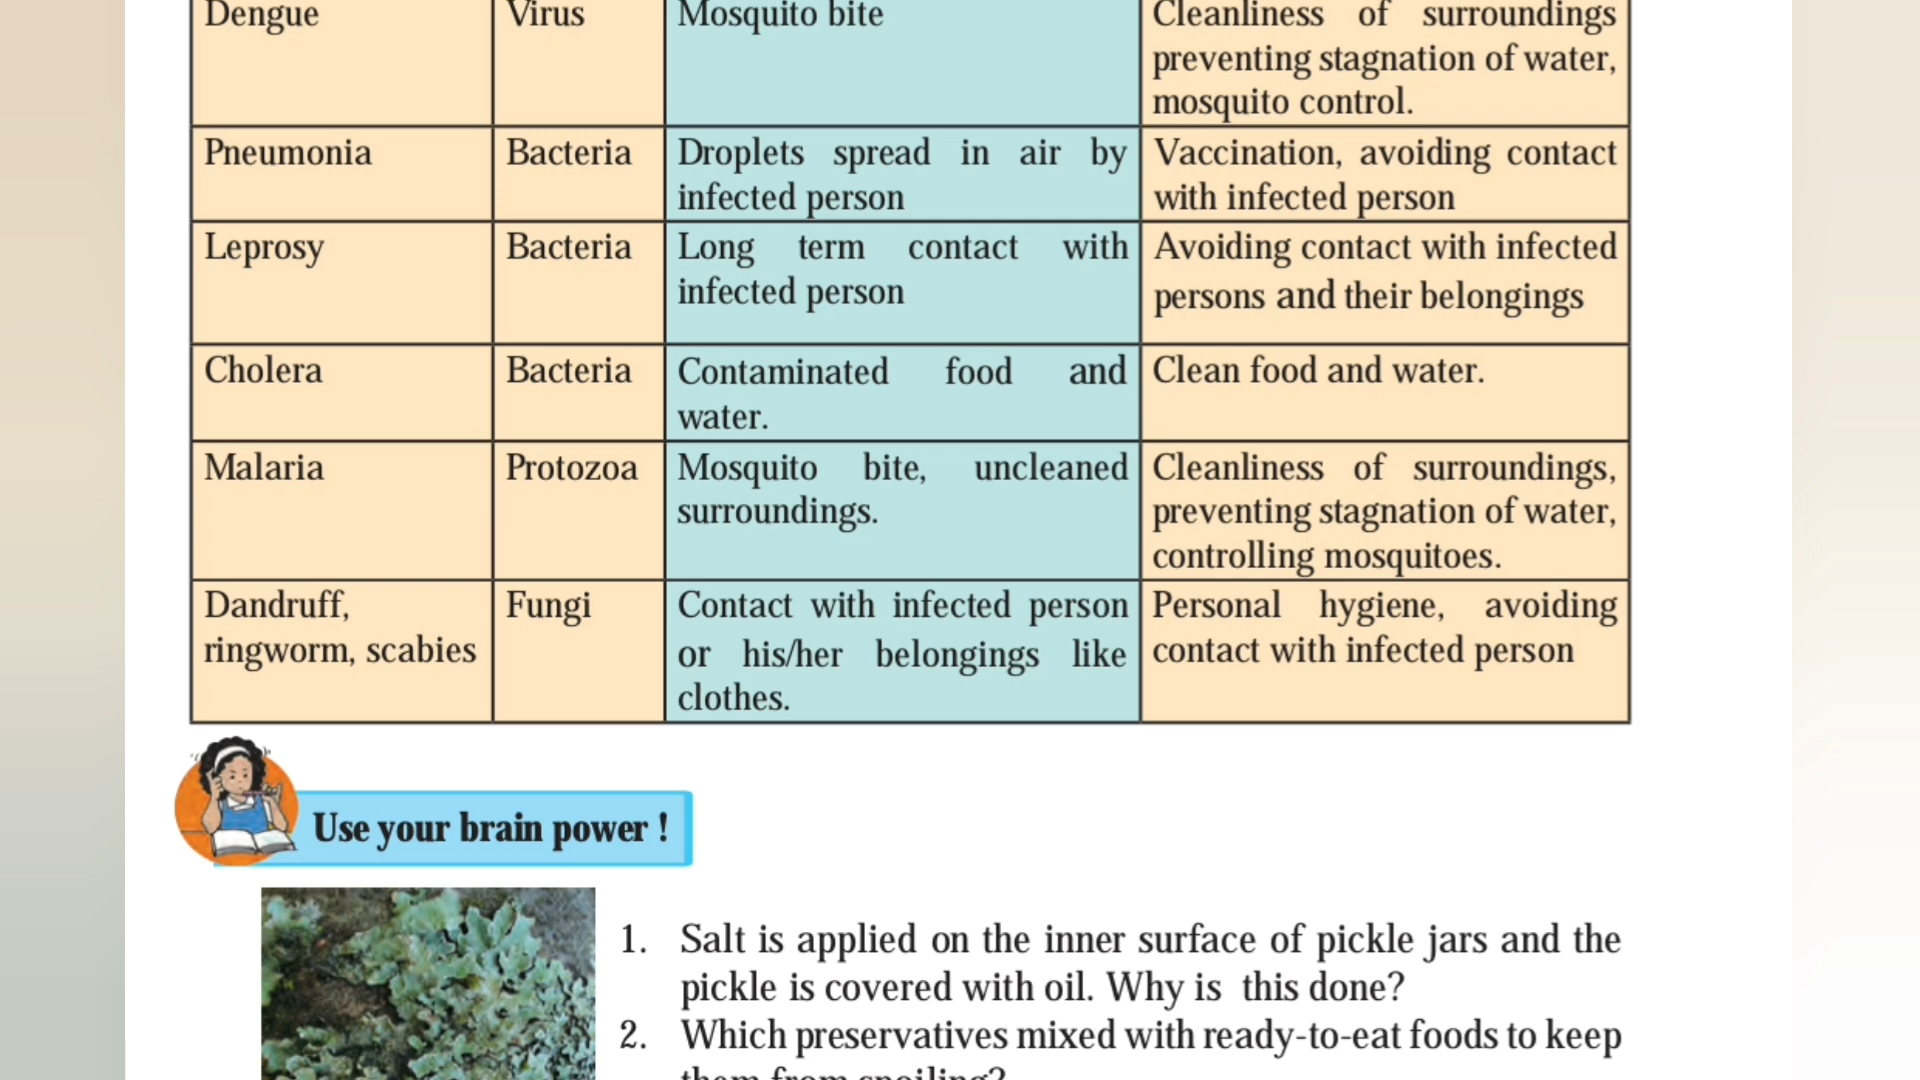 Dengue
Virus
Mosquito bite
Cleanliness of surroundings
preventing stagnation of water,
mosquito control.
Pneumonia
Bacteria
Droplets spread in air by
infected person
Vaccination, avoiding contact
with infected person
Leprosy
Bacteria
Long term contact with
infected person
Avoiding contact with infected
persons and their belongings
Cholera
Bacteria
Contaminated food and
water.
Clean food and water.
Malaria
Protozoa
Mosquito bite, uncleaned
surroundings.
Cleanliness of surroundings,
preventing stagnation of water,
controlling mosquitoes.
Dandruff,
ringworm, scabies
Fungi
Contact with infected person
or his/her belongings like
clothes.
Personal hygiene, avoiding
contact with infected person
Use your brain power !
1. Salt is applied on the inner surface of pickle jars and the
pickle is covered with oil. Why is this done?
2. Which preservatives mixed with ready-to-eat foods to keep
them from spoiling?